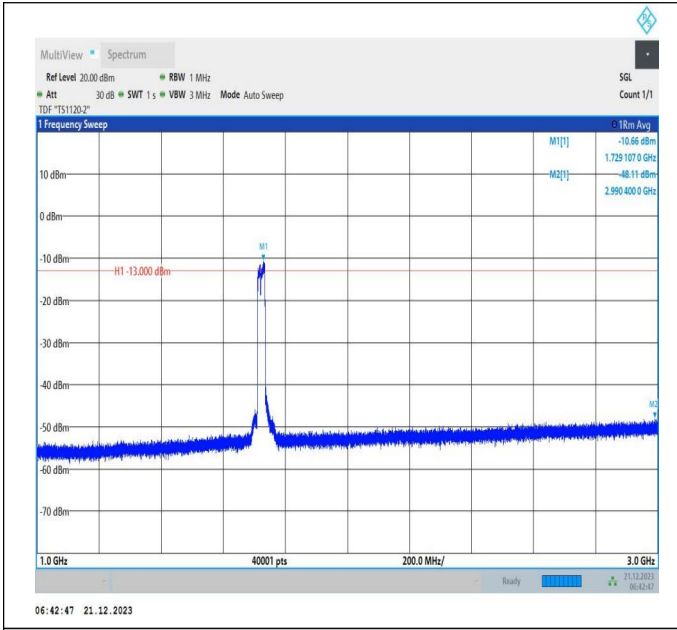 MultiView Spectrum
Ref Level 20.00 dBm RBW 1 MHz SGL
Att 30 dB SWT 1 s VBW 3 MHz Mode Auto Sweep Count 1/1
TDF "TS1120-2"
1 Frequency Sweep 1Rm Avg
M1[1] -10.66 dBm
1.729 107 0 GHz
10 dBm M2[1] -48.11 dBm
2.990 400 0 GHz
0 dBm
M1
-10 dBm
H1 -13.000 dBm
-20 dBm
-30 dBm
-40 dBm
M2
-50 dBm
-60 dBm
-70 dBm
1.0 GHz 40001 pts 200.0 MHz/ 3.0 GHz
Ready 21.12.2023
06:42:47
06:42:47 21.12.2023